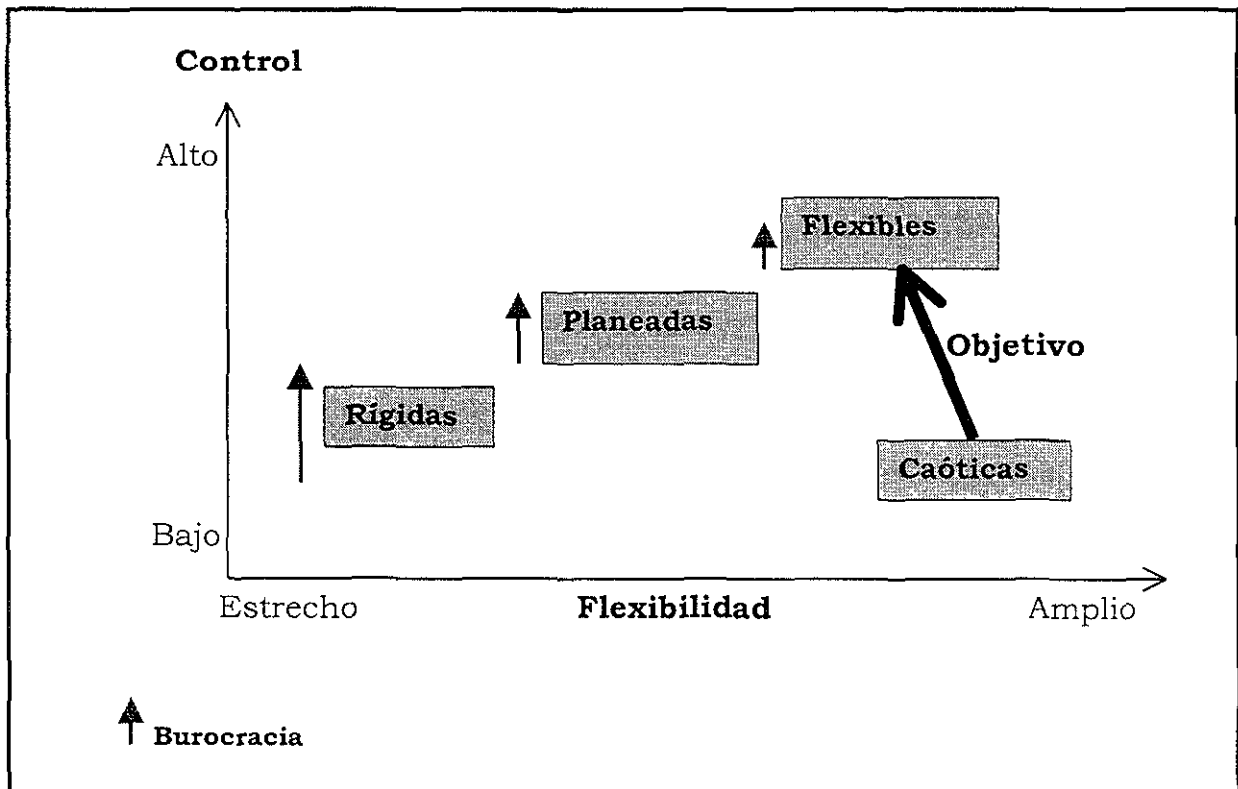 Control
Alto
Flexibles
Planeadas
Objetivo
Rígidas
Caóticas
Bajo
Estrecho Flexibilidad Amplio
Burocracia